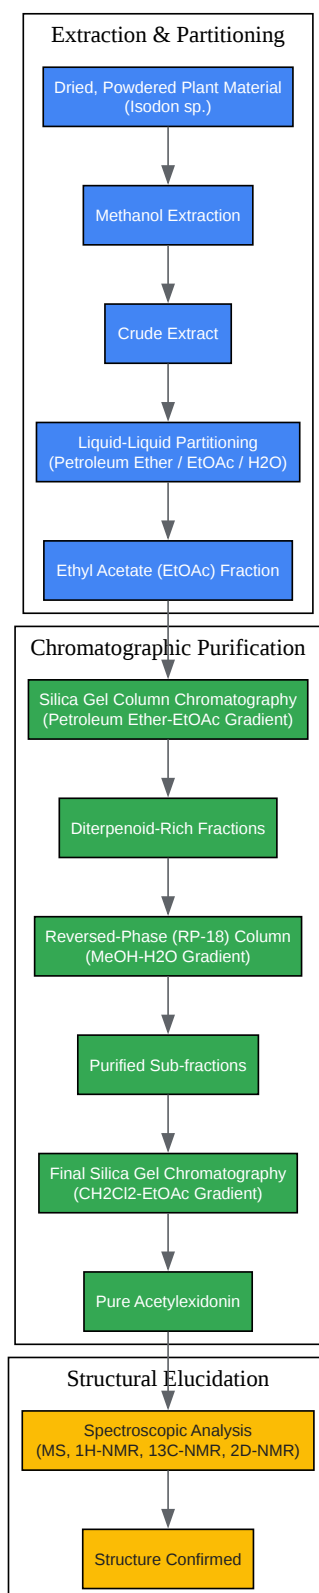 Extraction & Partitioning
Dried, Powdered Plant Material
(Isodon sp.)
Methanol Extraction
Crude Extract
Liquid-Liquid Partitioning
(Petroleum Ether / EtOAc / H2O)
Ethyl Acetate (EtOAc) Fraction
Chromatographic Purification
Silica Gel Column Chromatography
(Petroleum Ether-EtOAc Gradient)
Diterpenoid-Rich Fractions
Reversed-Phase (RP-18) Column
(MeOH-H2O Gradient)
Purified Sub-fractions
Final Silica Gel Chromatography
(CH2Cl2-EtOAc Gradient)
Pure Acetylexidonin
Structural Elucidation
Spectroscopic Analysis
(MS, 1H-NMR, 13C-NMR, 2D-NMR)
Structure Confirmed